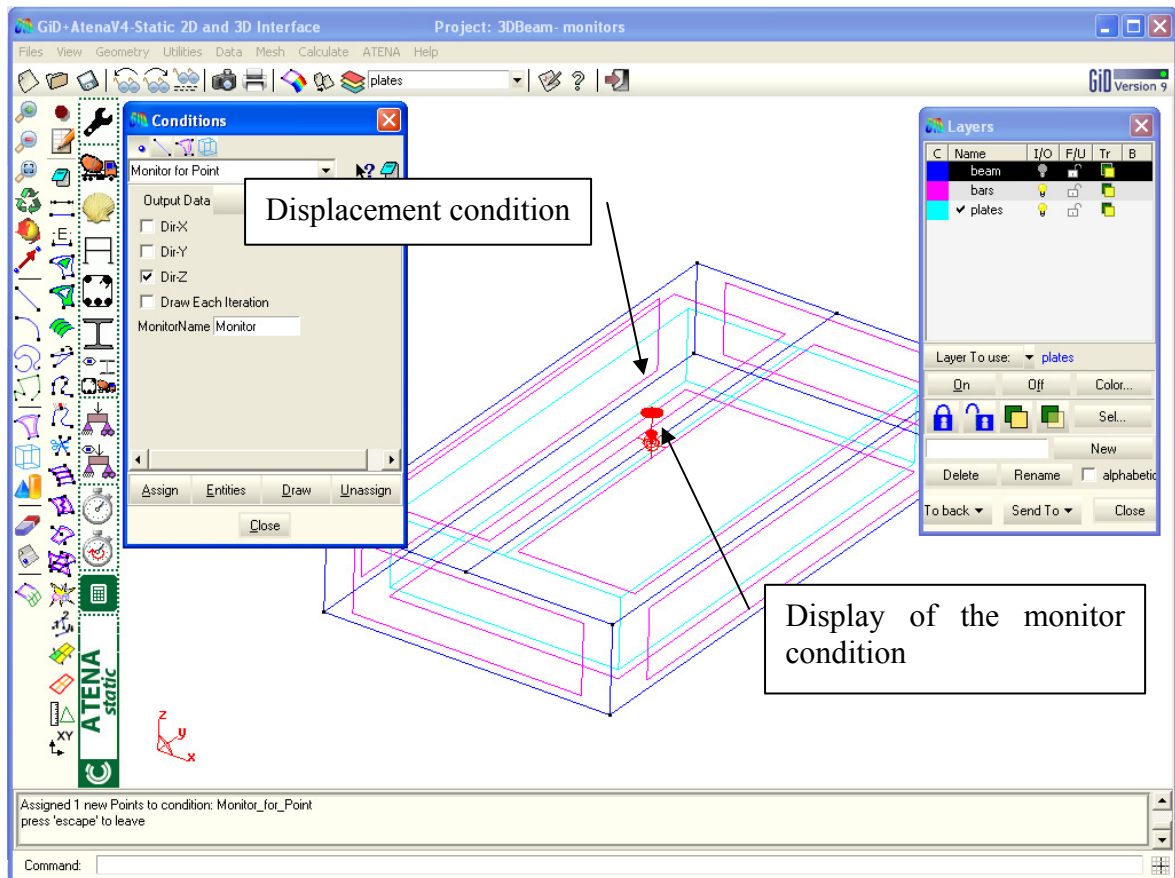 GiD+AtenaV4-Static 2D and 3D Interface Project: 3DBeam- monitors
Files View Geometry Utilities Data Mesh Calculate ATENA Help
plates
GiD Version 9
Conditions
Monitor for Point
Output Data
Dir-X
Dir-Y
Dir-Z
Draw Each Iteration
MonitorName Monitor
Assign Entities Draw Unassign
Close
Displacement condition
Layers
C Name I/O F/U Tr B
beam
bars
plates
Layer To use: plates
On Off Color...
Sel...
New
Delete Rename alphabetic
To back Send To Close
Display of the monitor
condition
:E:
XY
ATENA
static
z
y
x
Assigned 1 new Points to condition: Monitor_for_Point
press 'escape' to leave
Command: